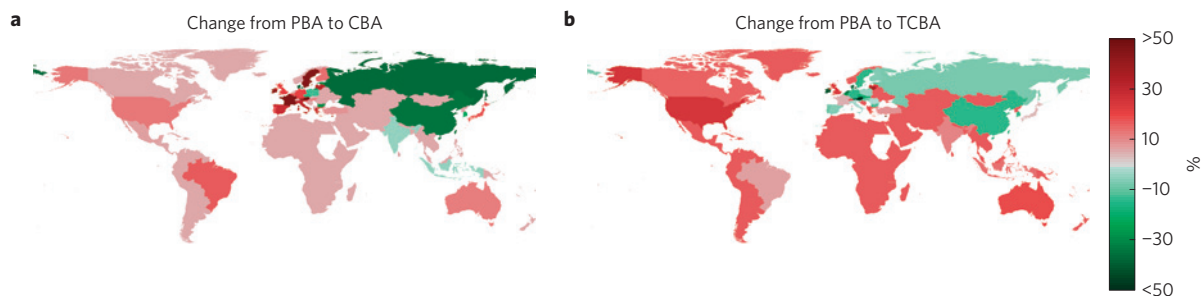 a
Change from PBA to CBA
b
Change from PBA to TCBA
>50
30
10
−10
−30
<50
%